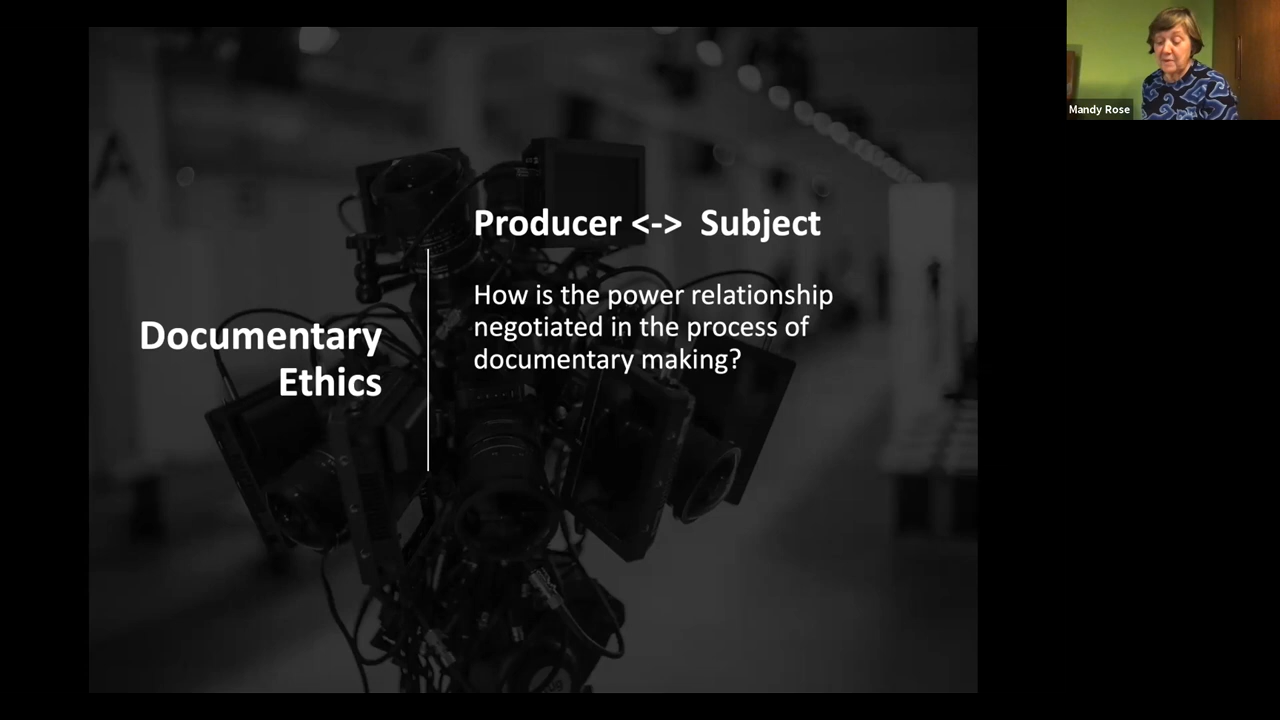 Documentary
Ethics
Producer <-> Subject
How is the power relationship
negotiated in the process of
documentary making?
Mandy Rose
A